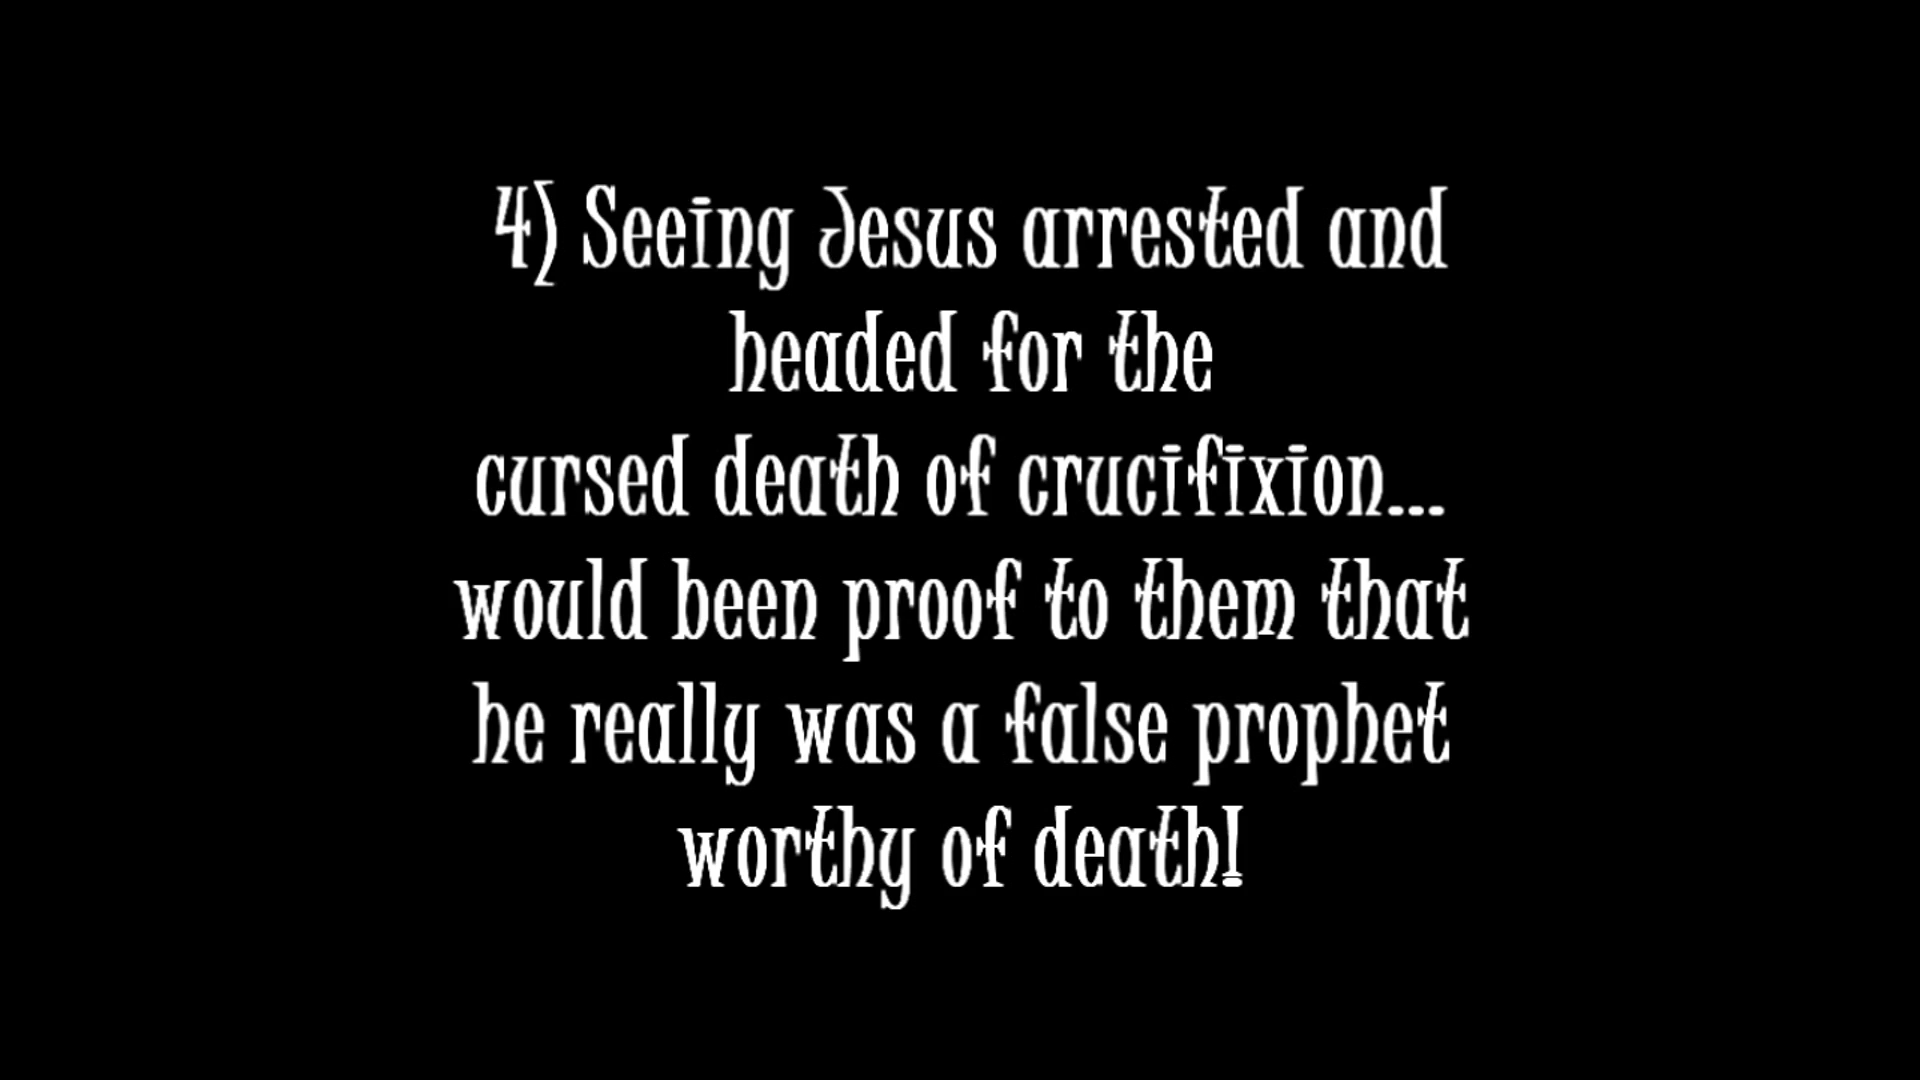 4) Seeing Jesus arrested and
headed for the
cursed death of crucifixion...
would been proof to them that
he really was a false prophet
worthy of death!